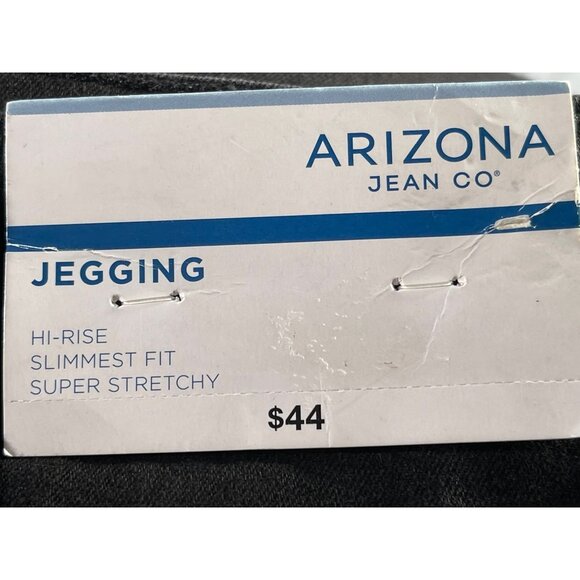 ARIZONA
JEAN CO®
JEGGING
HI-RISE
SLIMMEST FIT
SUPER STRETCHY
$44